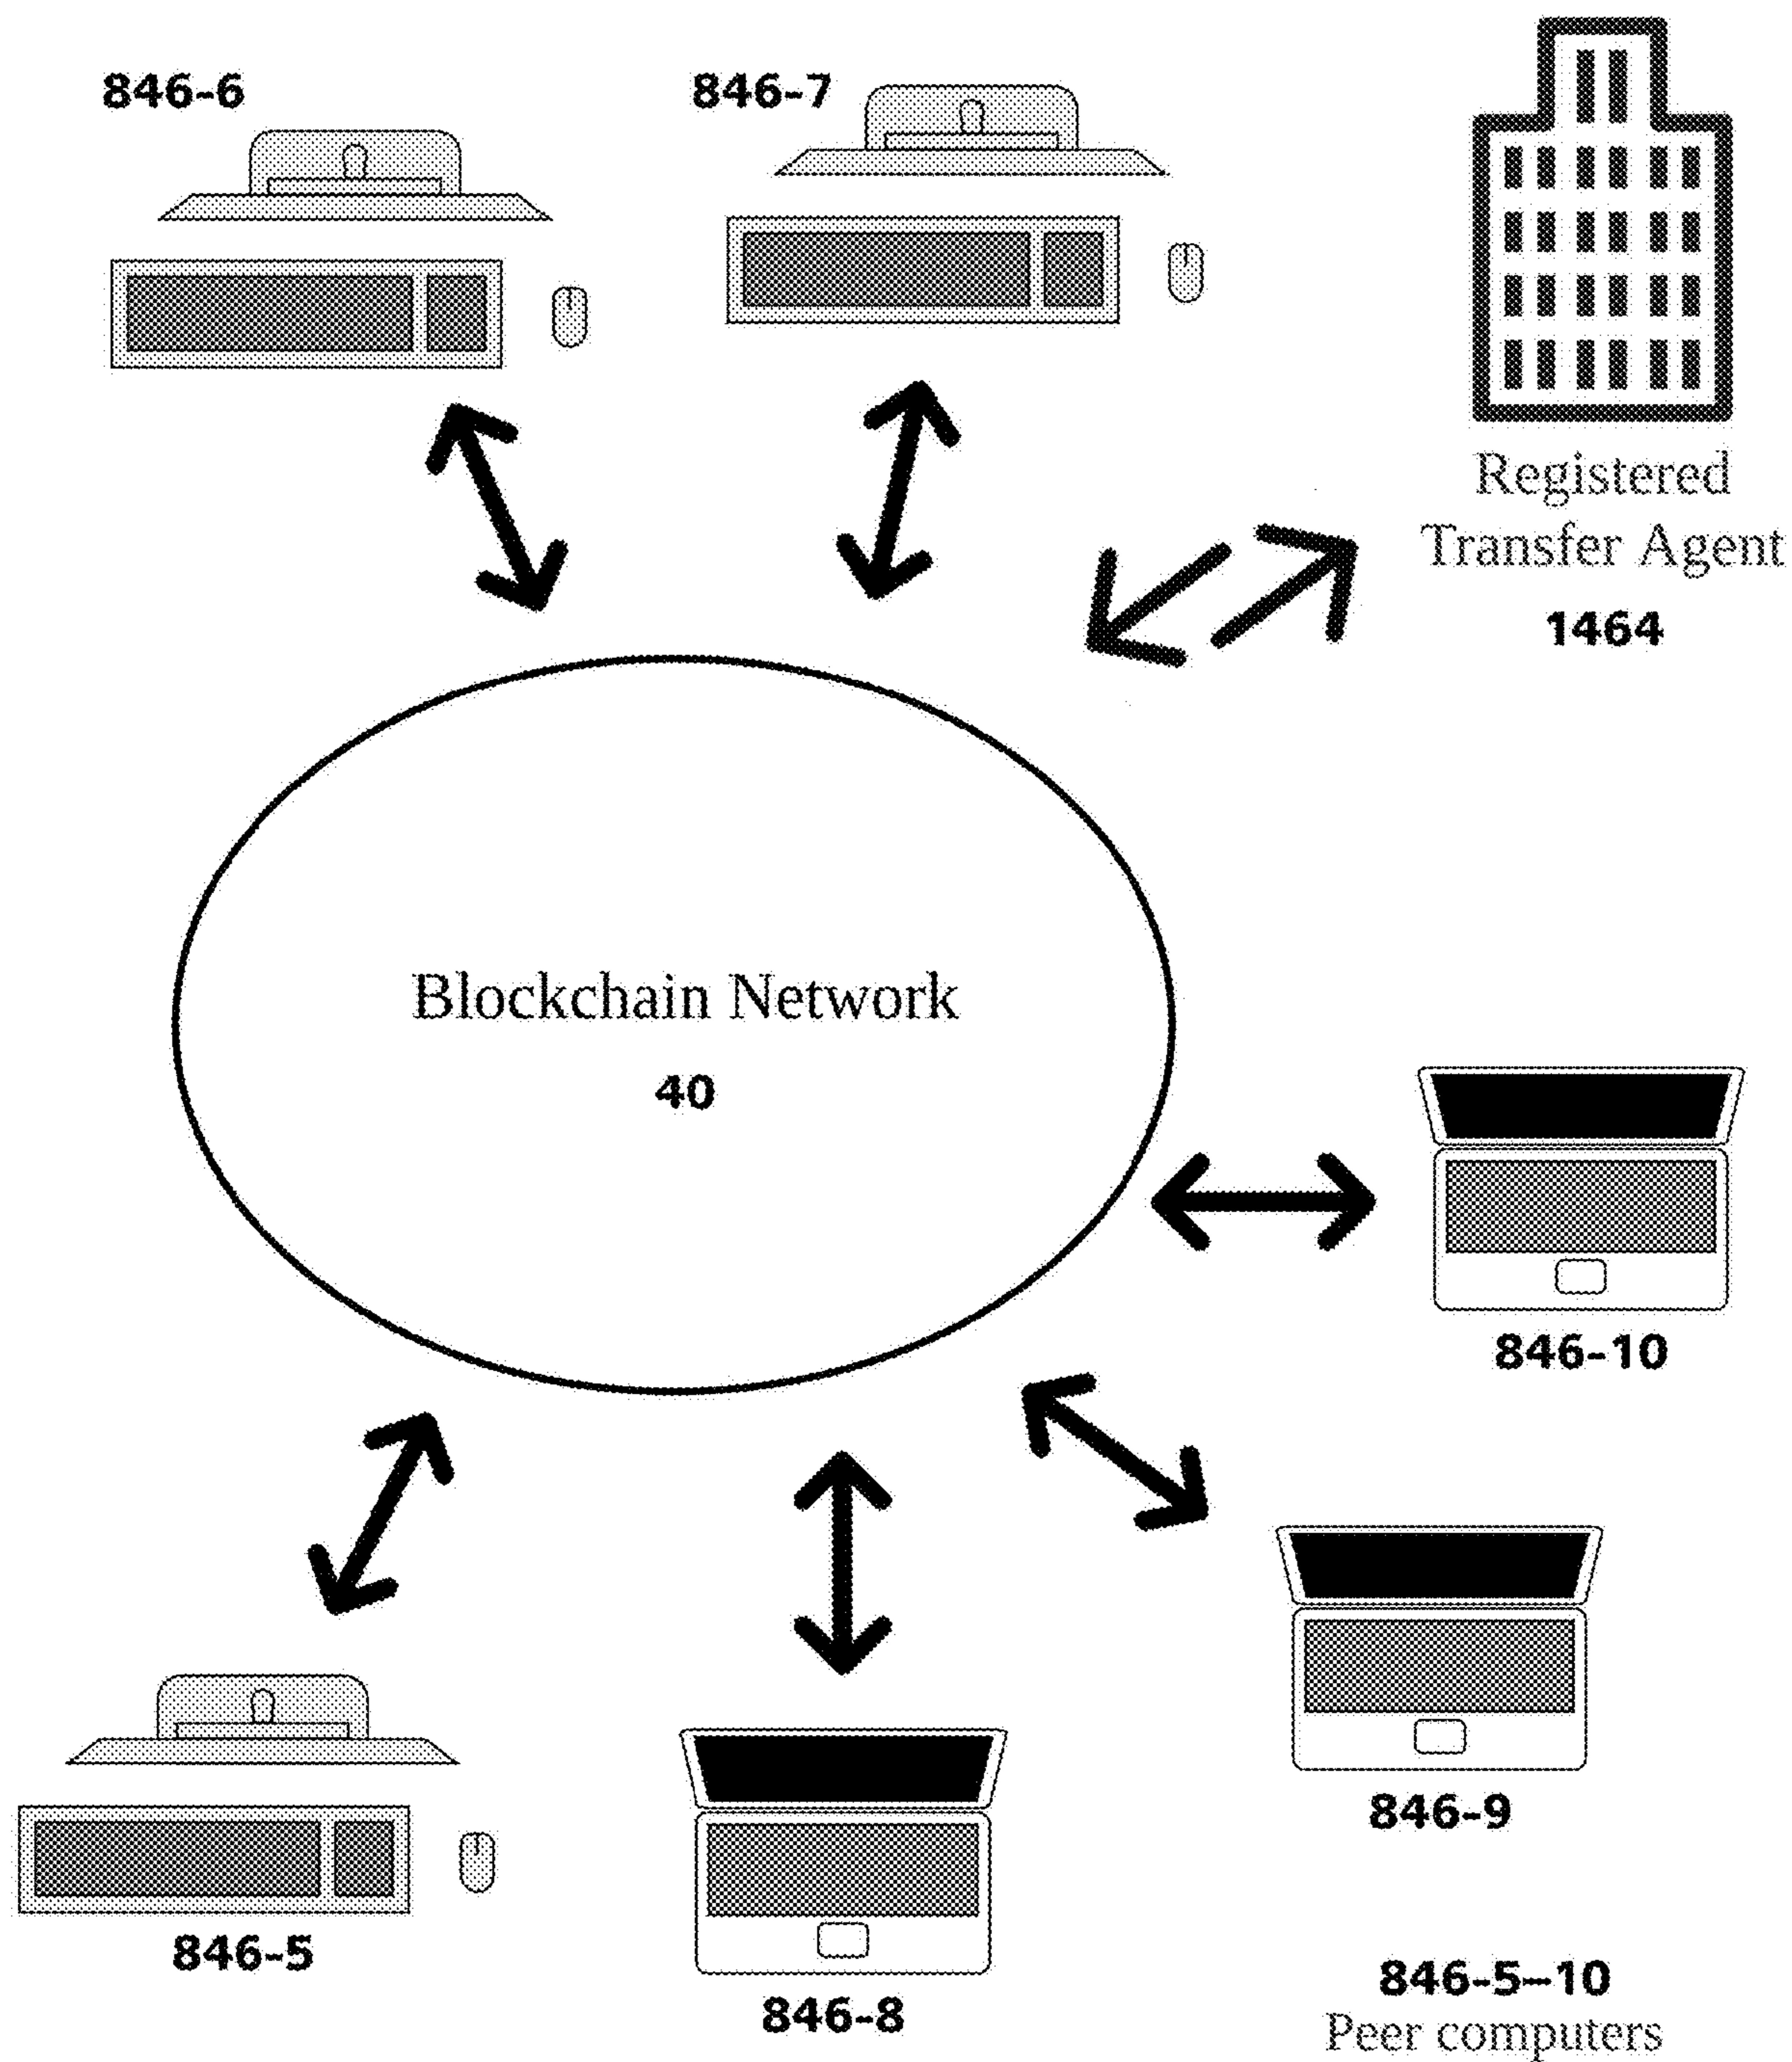 846-6
846-7
Registered
Transfer Agent
1464
Blockchain Network
40
846-10
846-9
846-5
846-8
846-5–10
Peer computers